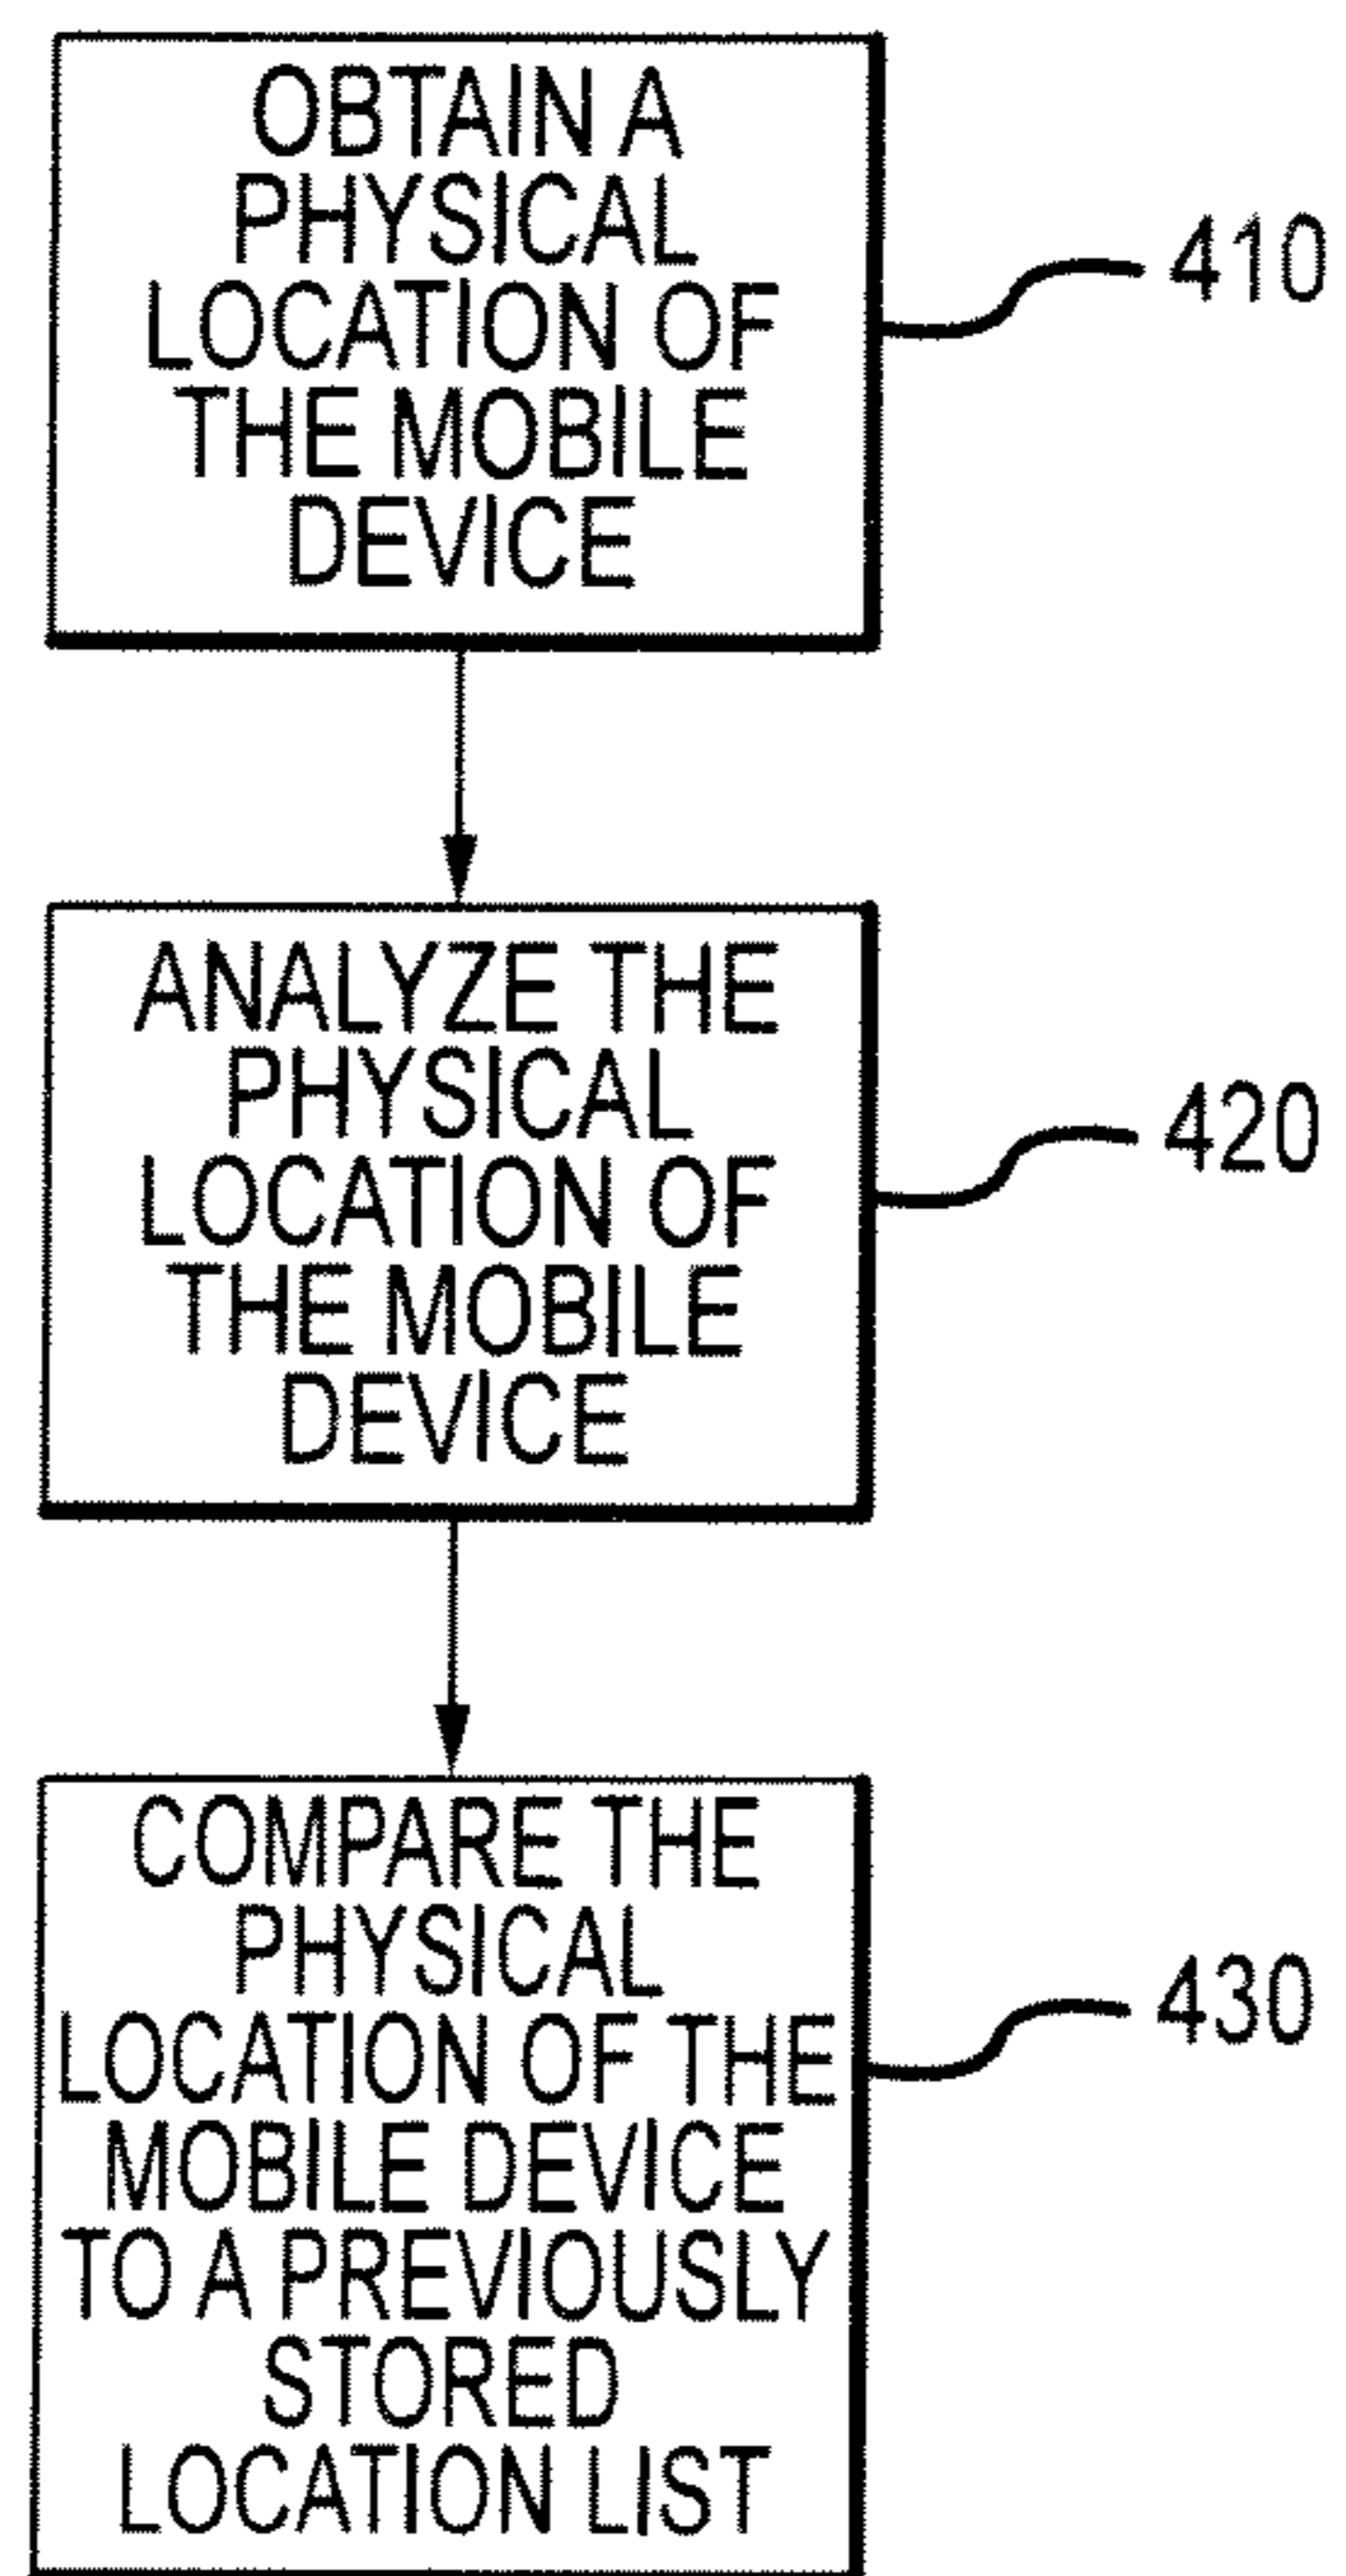 OBTAIN A
PHYSICAL
LOCATION OF
THE MOBILE
DEVICE
410
ANALYZE THE
PHYSICAL
LOCATION OF
THE MOBILE
DEVICE
420
COMPARE THE
PHYSICAL
LOCATION OF THE
MOBILE DEVICE
TO A PREVIOUSLY
STORED
LOCATION LIST
430